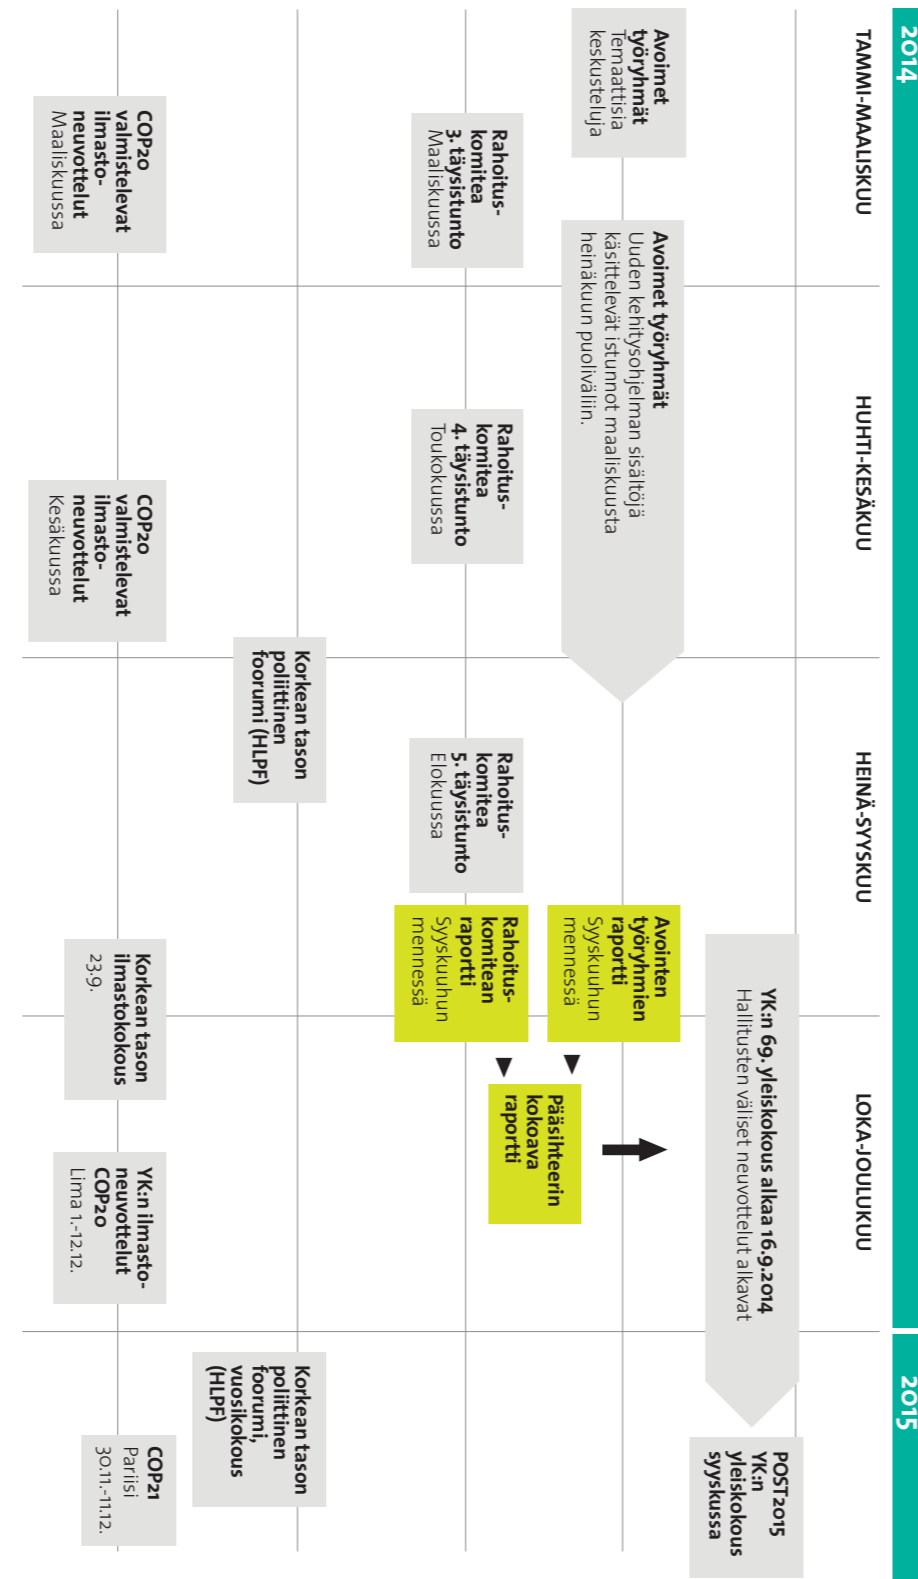 2014
2015
TAMMI-MAALISKUU
HUHTI-KESÄKUU
HEINÄ-SYYSKUU
LOKA-JOULUKUU
YK:n 69. yleiskokous alkaa 16.9.2014
Hallitusten väliset neuvottelut alkavat
POST2015
YK:n
yleiskokous
syyskussa
Avoimet
työryhmät
Temaattisia
keskusteluja
Avoimet työryhmät
Uuden kehitysohjelman sisältöjä
käsittelevät istunnot maaliskuusta
heinäkuun puoliväliin.
Avointen
työryhmien
raportti
Syyskuuhun
mennessä
Pääsihteerin
kokoava
raportti
Rahoitus-
komitea
3. täysistunto
Maaliskuussa
Rahoitus-
komitea
4. täysistunto
Toukokuussa
Rahoitus-
komitea
5. täysistunto
Elokuussa
Rahoitus-
komitean
raportti
Syyskuuhun
mennessä
Korkean tason
poliittinen
foorumi (HLPF)
Korkean tason
poliittinen
foorumi,
vuosikokous
(HLPF)
COP20
valmistelevat
ilmasto-
neuvottelut
Maaliskuussa
COP20
valmistelevat
ilmasto-
neuvottelut
Kesäkuussa
Korkean tason
ilmastokokous
23.9.
YK:n ilmasto-
neuvottelut
COP20
Lima 1.-12.12.
COP21
Pariisi
30.11.-11.12.